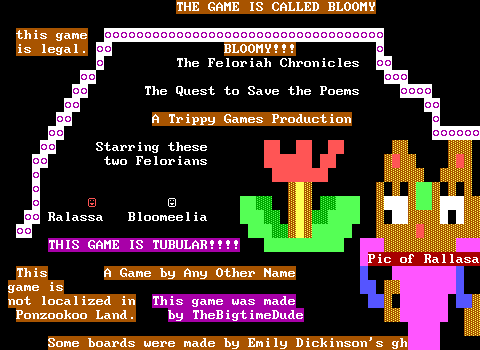 THE GAME IS CALLED BLOOMY
this game
is legal.
BLOOMY!!!
The Feloriah Chronicles
The Quest to Save the Poems
A Trippy Games Production
Starring these
two Felorians
Ralassa
Bloomeelia
THIS GAME IS TUBULAR!!!!
Pic of Rallasa
This
game is
not localized in
Ponzookoo Land.
A Game by Any Other Name
This game was made
by TheBigtimeDude
Some boards were made by Emily Dickinson's gh